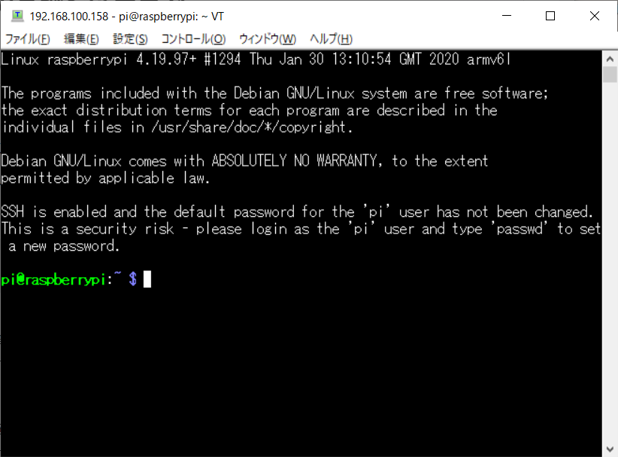 192.168.100.158 - pi@raspberrypi: ~ VT
ファイル(F) 編集(E) 設定(S) コントロール(O) ウィンドウ(W) ヘルプ(H)
Linux raspberrypi 4.19.97+ #1294 Thu Jan 30 13:10:54 GMT 2020 armv6l
The programs included with the Debian GNU/Linux system are free software;
the exact distribution terms for each program are described in the
individual files in /usr/share/doc/*/copyright.
Debian GNU/Linux comes with ABSOLUTELY NO WARRANTY, to the extent
permitted by applicable law.
SSH is enabled and the default password for the 'pi' user has not been changed.
This is a security risk - please login as the 'pi' user and type 'passwd' to set
a new password.
pi@raspberrypi:~ $